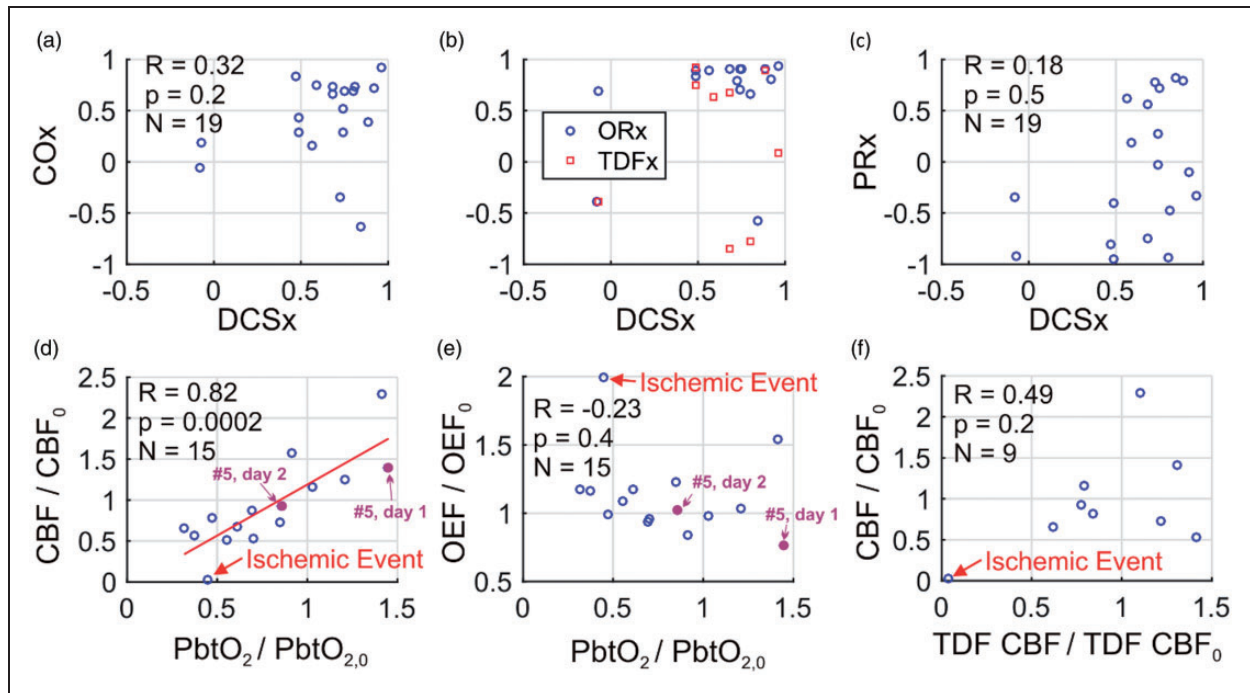 (a)
R = 0.32
p = 0.2
N = 19
1
0.5
0
-0.5
-1
COx
-0.5
0
0.5
1
DCSx
(b)
1
0.5
0
-0.5
-1
ORx
TDFx
-0.5
0
0.5
1
DCSx
(c)
R = 0.18
p = 0.5
N = 19
1
0.5
0
-0.5
-1
PRx
-0.5
0
0.5
1
DCSx
(d)
2.5
2
1.5
1
0.5
0
CBF / CBF₀
R = 0.82
p = 0.0002
N = 15
#5, day 2
#5, day 1
Ischemic Event
0
0.5
1
1.5
PbtO₂ / PbtO₂,₀
(e)
2
1.5
1
0.5
OEF / OEF₀
Ischemic Event
R = -0.23
p = 0.4
N = 15
#5, day 2
#5, day 1
0
0.5
1
1.5
PbtO₂ / PbtO₂,₀
(f)
2.5
2
1.5
1
0.5
0
CBF / CBF₀
R = 0.49
p = 0.2
N = 9
Ischemic Event
0
0.5
1
1.5
TDF CBF / TDF CBF₀